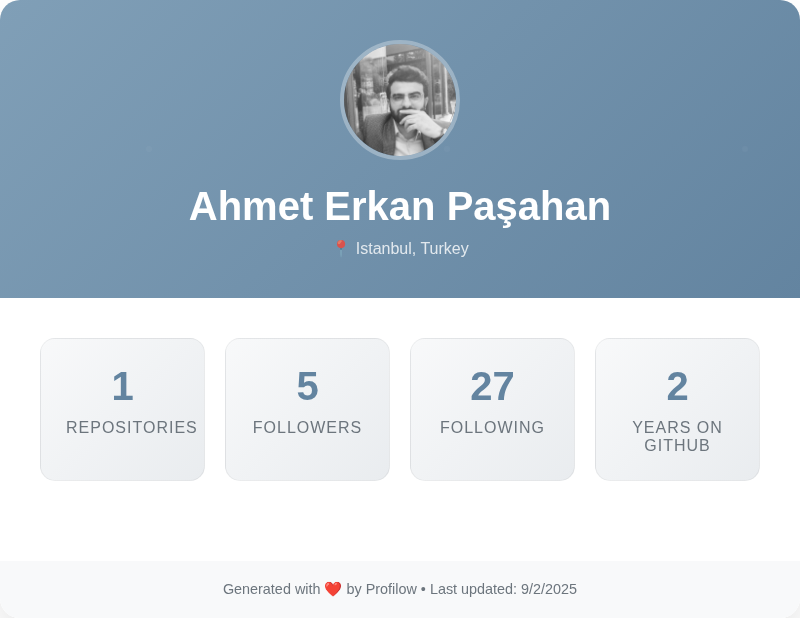 Ahmet Erkan Paşahan
📍 Istanbul, Turkey
1
REPOSITORIES
5
FOLLOWERS
27
FOLLOWING
2
YEARS ON
GITHUB
Generated with ❤️ by Profilow • Last updated: 9/2/2025